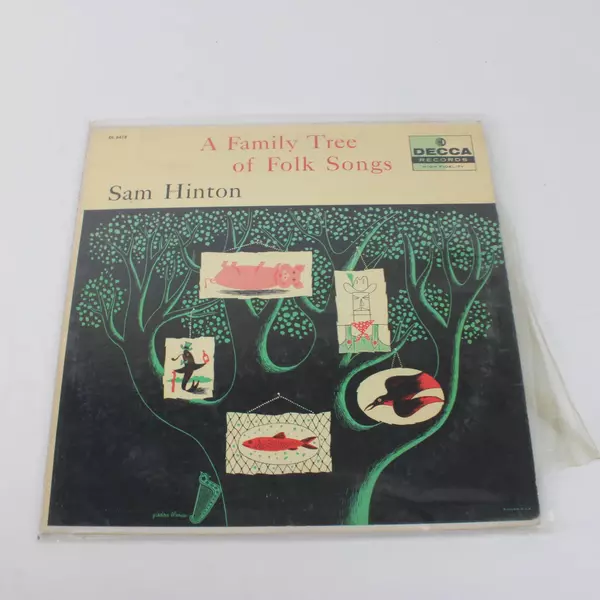 A Family Tree
of Folk Songs
DECCA
RECORDS
Sam Hinton